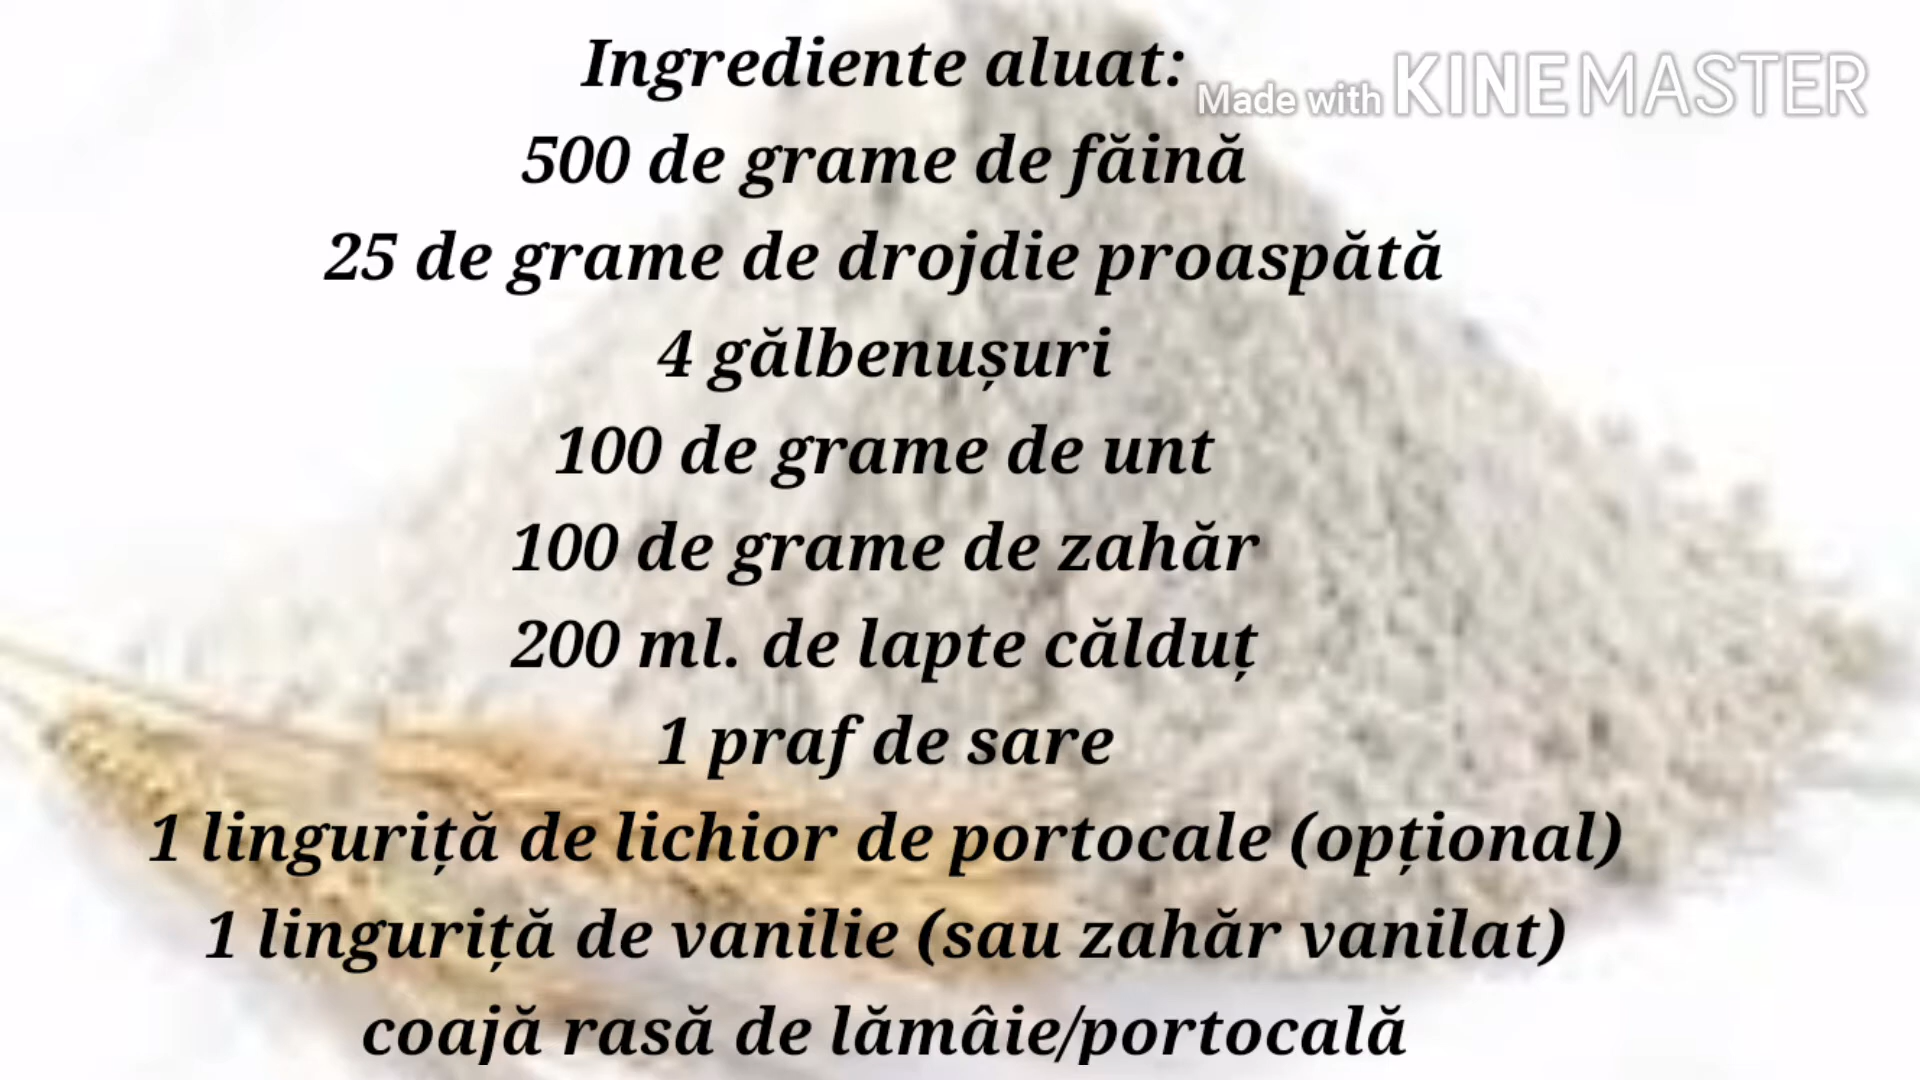 Ingrediente aluat:
Made with KINEMASTER
500 de grame de făină
25 de grame de drojdie proaspătă
4 gălbenușuri
100 de grame de unt
100 de grame de zahăr
200 ml. de lapte călduț
1 praf de sare
1 linguriță de lichior de portocale (opțional)
1 linguriță de vanilie (sau zahăr vanilat)
coajă rasă de lămâie/portocală